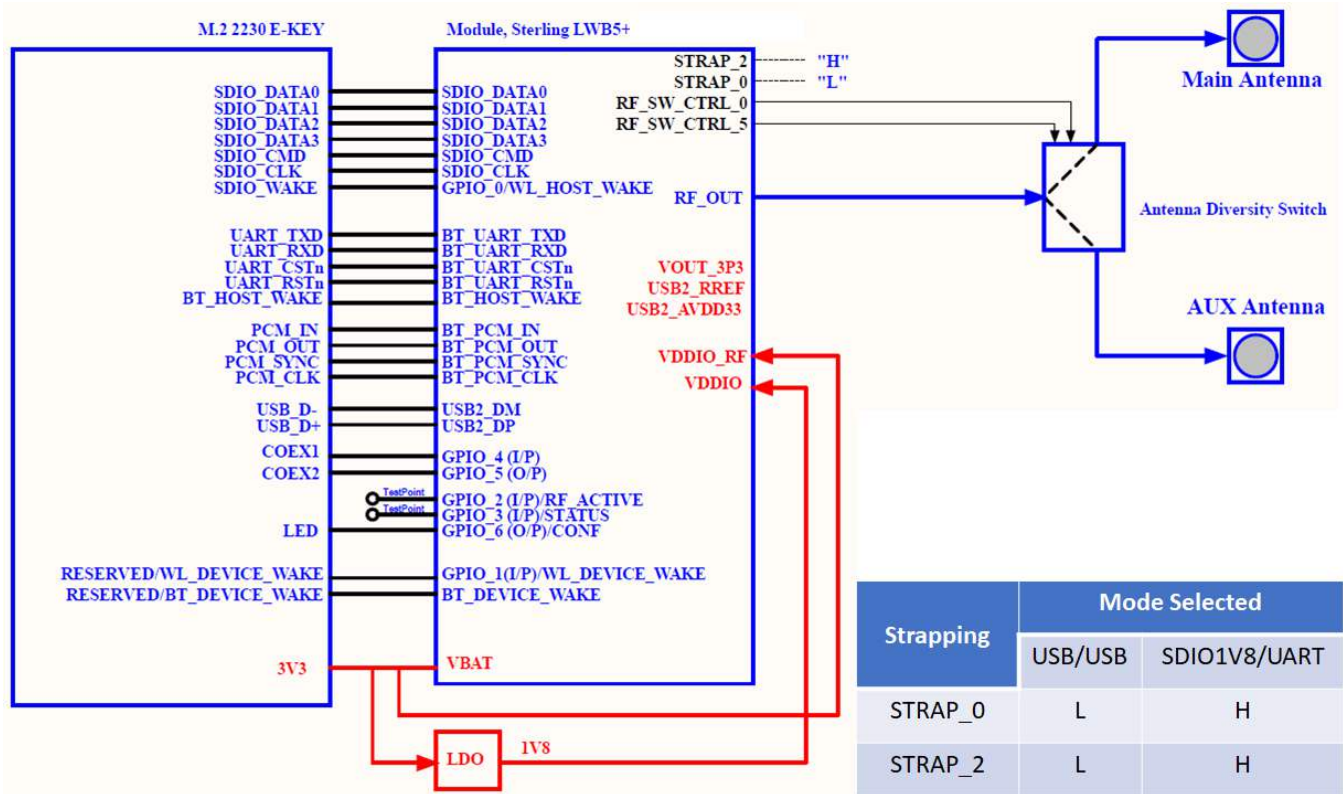 M.2 2230 E-KEY
Module, Sterling LWB5+
STRAP_2 "H"
STRAP_0 "L"
RF_SW_CTRL_0
RF_SW_CTRL_5
RF_OUT
VOUT_3P3
USB2_RREF
USB2_AVDD33
VDDIO_RF
VDDIO
SDIO_DATA0 SDIO_DATA0
SDIO_DATA1 SDIO_DATA1
SDIO_DATA2 SDIO_DATA2
SDIO_DATA3 SDIO_DATA3
SDIO_CMD SDIO_CMD
SDIO_CLK SDIO_CLK
SDIO_WAKE GPIO_0/WL_HOST_WAKE
UART_TXD BT_UART_TXD
UART_RXD BT_UART_RXD
UART_CSTn BT_UART_CSTn
UART_RSTn BT_UART_RSTn
BT_HOST_WAKE BT_HOST_WAKE
PCM_IN BT_PCM_IN
PCM_OUT BT_PCM_OUT
PCM_SYNC BT_PCM_SYNC
PCM_CLK BT_PCM_CLK
USB_D- USB2_DM
USB_D+ USB2_DP
COEX1 GPIO_4 (I/P)
COEX2 GPIO_5 (O/P)
TestPoint GPIO_2 (I/P)/RF_ACTIVE
TestPoint GPIO_3 (I/P)/STATUS
LED GPIO_6 (O/P)/CONF
RESERVED/WL_DEVICE_WAKE GPIO_1(I/P)/WL_DEVICE_WAKE
RESERVED/BT_DEVICE_WAKE BT_DEVICE_WAKE
3V3 VBAT
LDO 1V8
Main Antenna
Antenna Diversity Switch
AUX Antenna
Strapping Mode Selected
USB/USB SDIO1V8/UART
STRAP_0 L H
STRAP_2 L H